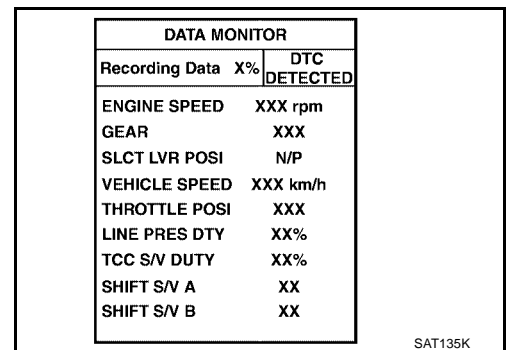 DATA MONITOR
Recording Data X% DTC DETECTED
ENGINE SPEED XXX rpm
GEAR XXX
SLCT LVR POSI N/P
VEHICLE SPEED XXX km/h
THROTTLE POSI XXX
LINE PRES DTY XX%
TCC S/V DUTY XX%
SHIFT S/V A XX
SHIFT S/V B XX
SAT135K